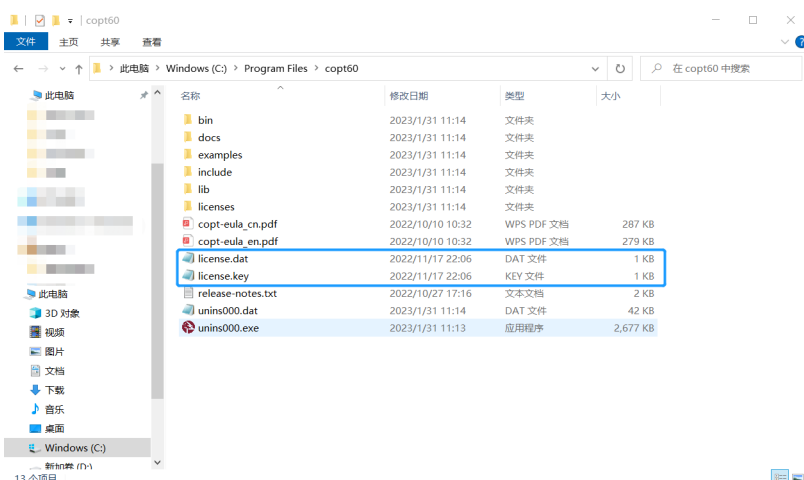 copt60
文件 主页 共享 查看
此电脑 > Windows (C:) > Program Files > copt60
在 copt60 中搜索
此电脑
3D 对象
视频
图片
文档
下载
音乐
桌面
Windows (C:)
新加卷 (D:)
名称 修改日期 类型 大小
bin 2023/1/31 11:14 文件夹
docs 2023/1/31 11:14 文件夹
examples 2023/1/31 11:14 文件夹
include 2023/1/31 11:14 文件夹
lib 2023/1/31 11:14 文件夹
licenses 2023/1/31 11:14 文件夹
copt-eula_cn.pdf 2022/10/10 10:32 WPS PDF 文档 287 KB
copt-eula_en.pdf 2022/10/10 10:32 WPS PDF 文档 279 KB
license.dat 2022/11/17 22:06 DAT 文件 1 KB
license.key 2022/11/17 22:06 KEY 文件 1 KB
release-notes.txt 2022/10/27 17:16 文本文档 2 KB
unins000.dat 2023/1/31 11:14 DAT 文件 42 KB
unins000.exe 2023/1/31 11:13 应用程序 2,677 KB
此电脑
13 个项目